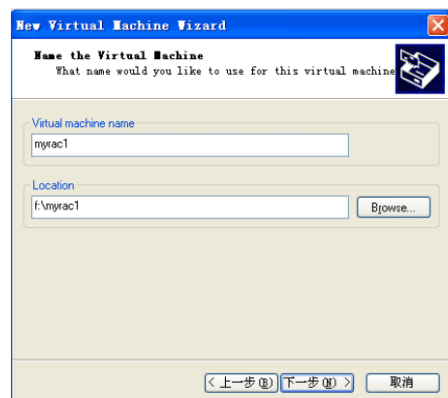 New Virtual Machine Wizard
Name the Virtual Machine
What name would you like to use for this virtual machine
Virtual machine name
myrac1
Location
f:\myrac1
Browse...
< 上一步(B) 下一步(N) > 取消